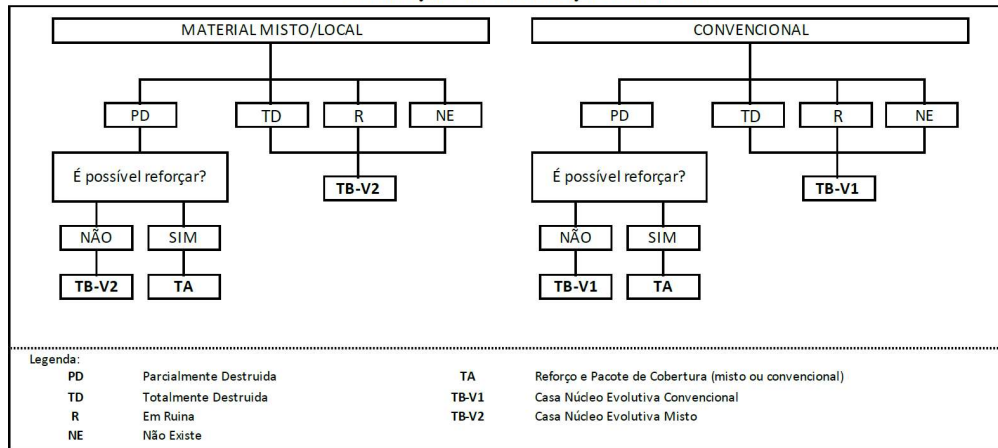 MATERIAL MISTO/LOCAL
PD
TD
R
NE
É possível reforçar?
TB-V2
NÃO
SIM
TB-V2
TA
CONVENCIONAL
PD
TD
R
NE
É possível reforçar?
TB-V1
NÃO
SIM
TB-V1
TA
Legenda:
PD Parcialmente Destruida
TD Totalmente Destruida
R Em Ruina
NE Não Existe
TA Reforço e Pacote de Cobertura (misto ou convencional)
TB-V1 Casa Núcleo Evolutiva Convencional
TB-V2 Casa Núcleo Evolutiva Misto